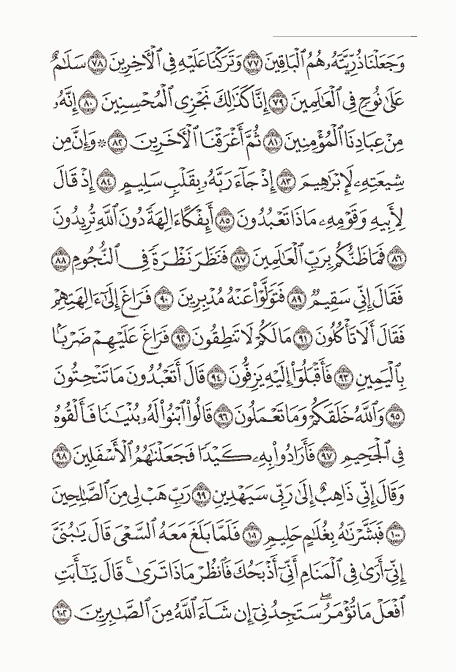 وَجَعَلْنَا ذُرِّيَّتَهُۥ هُمُ ٱلْبَاقِينَ ٧٧ وَتَرَكْنَا عَلَيْهِ فِى ٱلْأَخِرِينَ ٧٨ سَلَٰمٌ
عَلَىٰ نُوحٍ فِى ٱلْعَٰلَمِينَ ٧٩ إِنَّا كَذَٰلِكَ نَجْزِى ٱلْمُحْسِنِينَ ٨٠ إِنَّهُۥ
مِنْ عِبَادِنَا ٱلْمُؤْمِنِينَ ٨١ ثُمَّ أَغْرَقْنَا ٱلْأَخَرِينَ ٨٢ ۞ وَإِنَّ مِن
شِيعَتِهِۦ لَإِبْرَٰهِيمَ ٨٣ إِذْ جَآءَ رَبَّهُۥ بِقَلْبٍ سَلِيمٍ ٨٤ إِذْ قَالَ
لِأَبِيهِ وَقَوْمِهِۦ مَاذَا تَعْبُدُونَ ٨٥ أَئِفْكًا ءَالِهَةً دُونَ ٱللَّهِ تُرِيدُونَ
٨٦ فَمَا ظَنُّكُم بِرَبِّ ٱلْعَٰلَمِينَ ٨٧ فَنَظَرَ نَظْرَةً فِى ٱلنُّجُومِ ٨٨
فَقَالَ إِنِّى سَقِيمٌ ٨٩ فَتَوَلَّوْا۟ عَنْهُ مُدْبِرِينَ ٩٠ فَرَاغَ إِلَىٰٓ ءَالِهَتِهِمْ
فَقَالَ أَلَا تَأْكُلُونَ ٩١ مَا لَكُمْ لَا تَنطِقُونَ ٩٢ فَرَاغَ عَلَيْهِمْ ضَرْبًۢا
بِٱلْيَمِينِ ٩٣ فَأَقْبَلُوٓا۟ إِلَيْهِ يَزِفُّونَ ٩٤ قَالَ أَتَعْبُدُونَ مَا تَنْحِتُونَ
٩٥ وَٱللَّهُ خَلَقَكُمْ وَمَا تَعْمَلُونَ ٩٦ قَالُوا۟ ٱبْنُوا۟ لَهُۥ بُنْيَٰنًا فَأَلْقُوهُ
فِى ٱلْجَحِيمِ ٩٧ فَأَرَادُوا۟ بِهِۦ كَيْدًا فَجَعَلْنَٰهُمُ ٱلْأَسْفَلِينَ ٩٨
وَقَالَ إِنِّى ذَاهِبٌ إِلَىٰ رَبِّى سَيَهْدِينِ ٩٩ رَبِّ هَبْ لِى مِنَ ٱلصَّٰلِحِينَ
١٠٠ فَبَشَّرْنَٰهُ بِغُلَٰمٍ حَلِيمٍ ١٠١ فَلَمَّا بَلَغَ مَعَهُ ٱلسَّعْىَ قَالَ يَٰبُنَىَّ
إِنِّىٓ أَرَىٰ فِى ٱلْمَنَامِ أَنِّىٓ أَذْبَحُكَ فَٱنظُرْ مَاذَا تَرَىٰ ۚ قَالَ يَٰٓأَبَتِ
ٱفْعَلْ مَا تُؤْمَرُ ۖ سَتَجِدُنِىٓ إِن شَآءَ ٱللَّهُ مِنَ ٱلصَّٰبِرِينَ ١٠٢